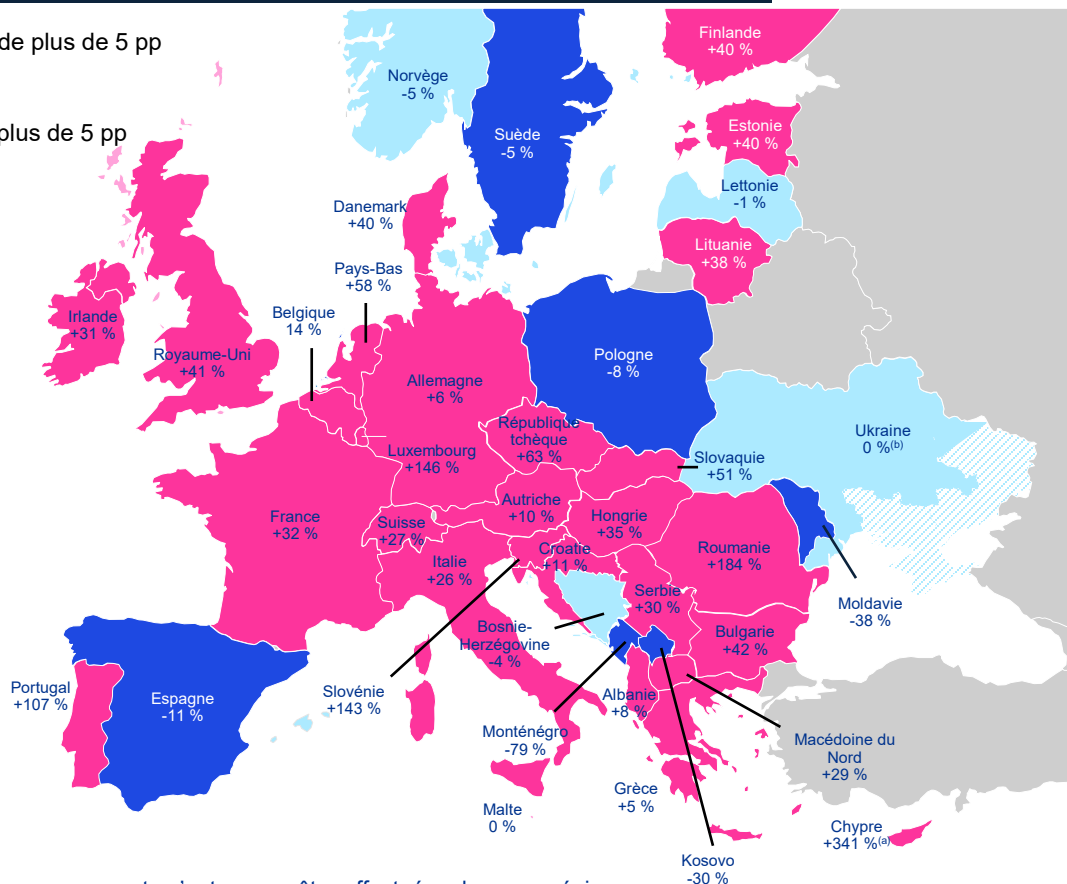 de plus de 5 pp
plus de 5 pp
Finlande
+40 %
Norvège
-5 %
Suède
-5 %
Estonie
+40 %
Lettonie
-1 %
Danemark
+40 %
Lituanie
+38 %
Pays-Bas
+58 %
Belgique
14 %
Irlande
+31 %
Royaume-Uni
+41 %
Pologne
-8 %
Allemagne
+6 %
République
tchèque
+63 %
Ukraine
0 %(b)
Luxembourg
+146 %
Slovaquie
+51 %
Autriche
+10 %
France
+32 %
Suisse
+27 %
Hongrie
+35 %
Croatie
+11 %
Roumanie
+184 %
Italie
+26 %
Serbie
+30 %
Moldavie
-38 %
Bosnie-
Herzégovine
-4 %
Bulgarie
+42 %
Portugal
+107 %
Espagne
-11 %
Slovénie
+143 %
Albanie
+8 %
Monténégro
-79 %
Macédoine du
Nord
+29 %
Grèce
+5 %
Malte
0 %
Chypre
+341 %(a)
Kosovo
-30 %